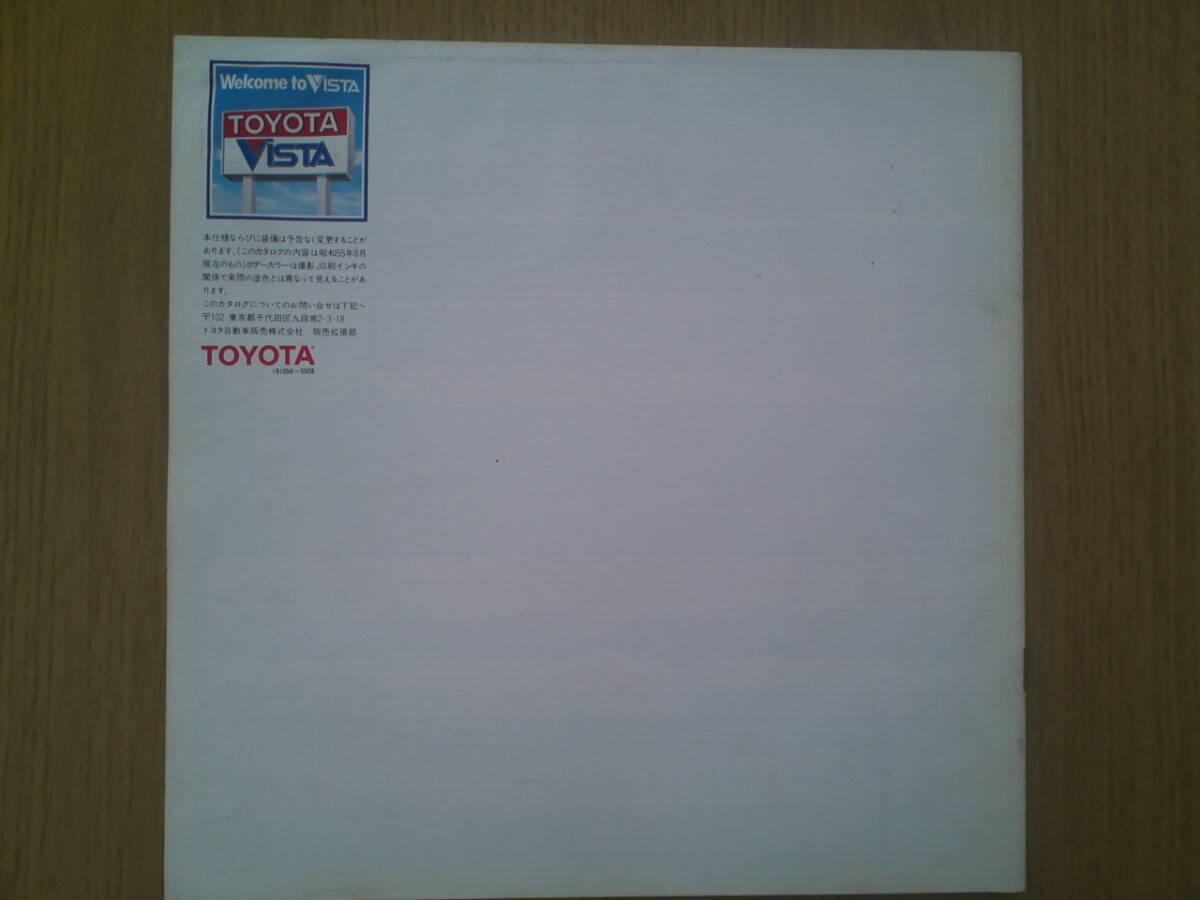 Welcome to VISTA
TOYOTA
VISTA
本仕様ならびに装備は予告なく変更することが
あります。(このカタログの内容は昭和55年8月
現在のもの)ボデーカラーは撮影、印刷インキの
関係で実際の塗色とは異なって見えることがあ
ります。
このカタログについてのお問い合せは下記へ
〒102 東京都千代田区九段南2-3-18
トヨタ自動車販売株式会社 販売拡張部
TOYOTA
(S)056-5508